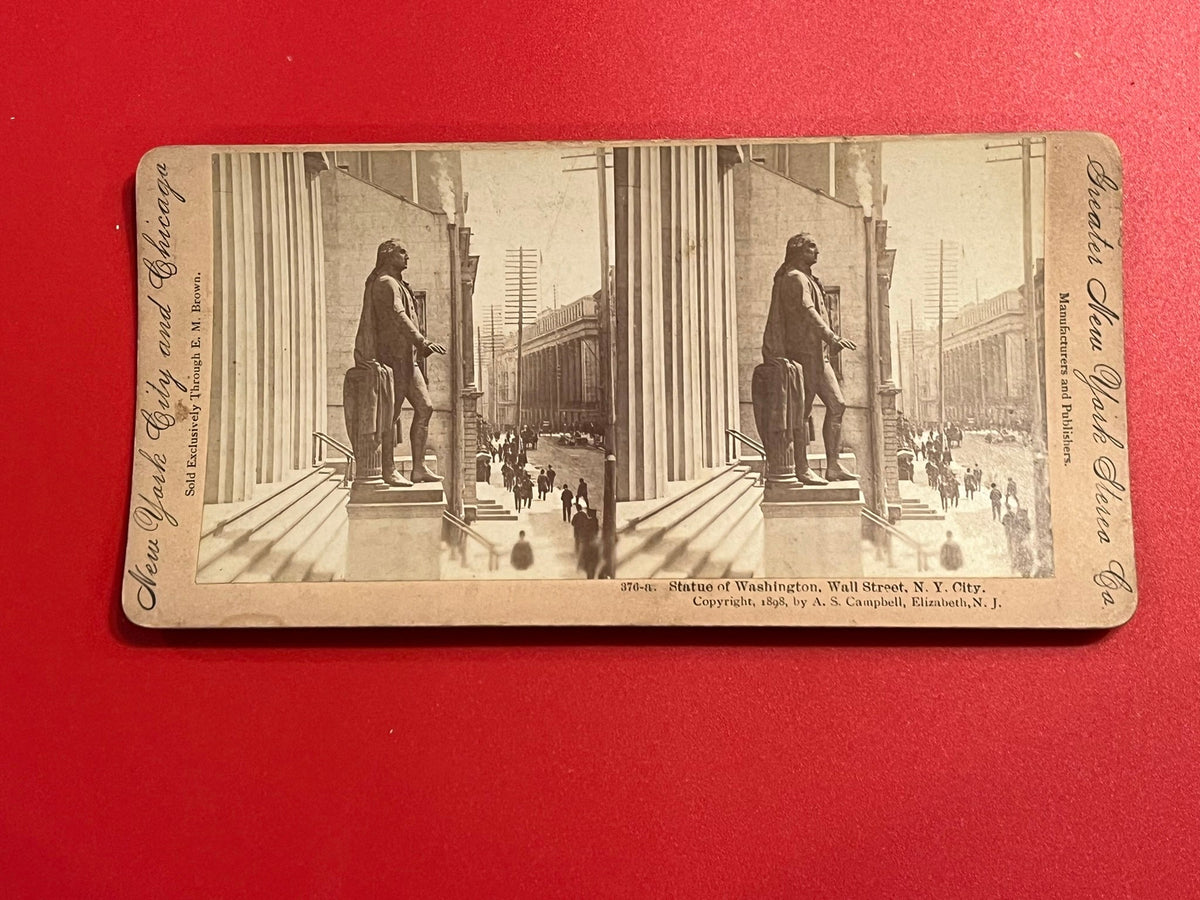 New York City and Chicago
Sold Exclusively Through E. M. Brown.
376-a. Statue of Washington, Wall Street, N. Y. City.
Copyright, 1898, by A. S. Campbell, Elizabeth, N. J.
Manufacturers and Publishers.
Greater New York Stereo Co.